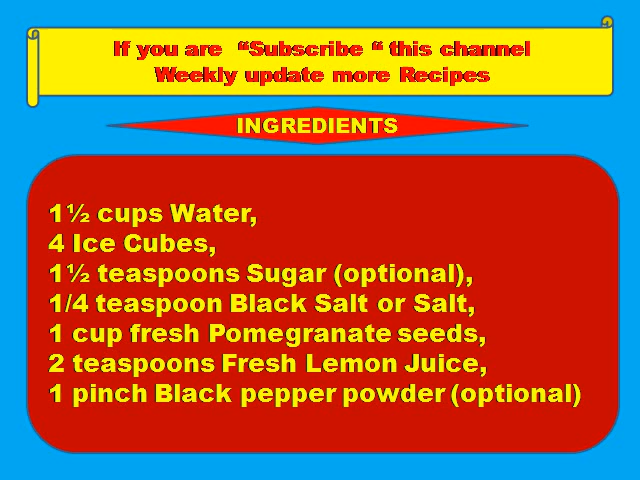 If you are  “Subscribe “ this channel
Weekly update more Recipes
INGREDIENTS
1½ cups Water,
4 Ice Cubes,
1½ teaspoons Sugar (optional),
1/4 teaspoon Black Salt or Salt,
1 cup fresh Pomegranate seeds,
2 teaspoons Fresh Lemon Juice,
1 pinch Black pepper powder (optional)